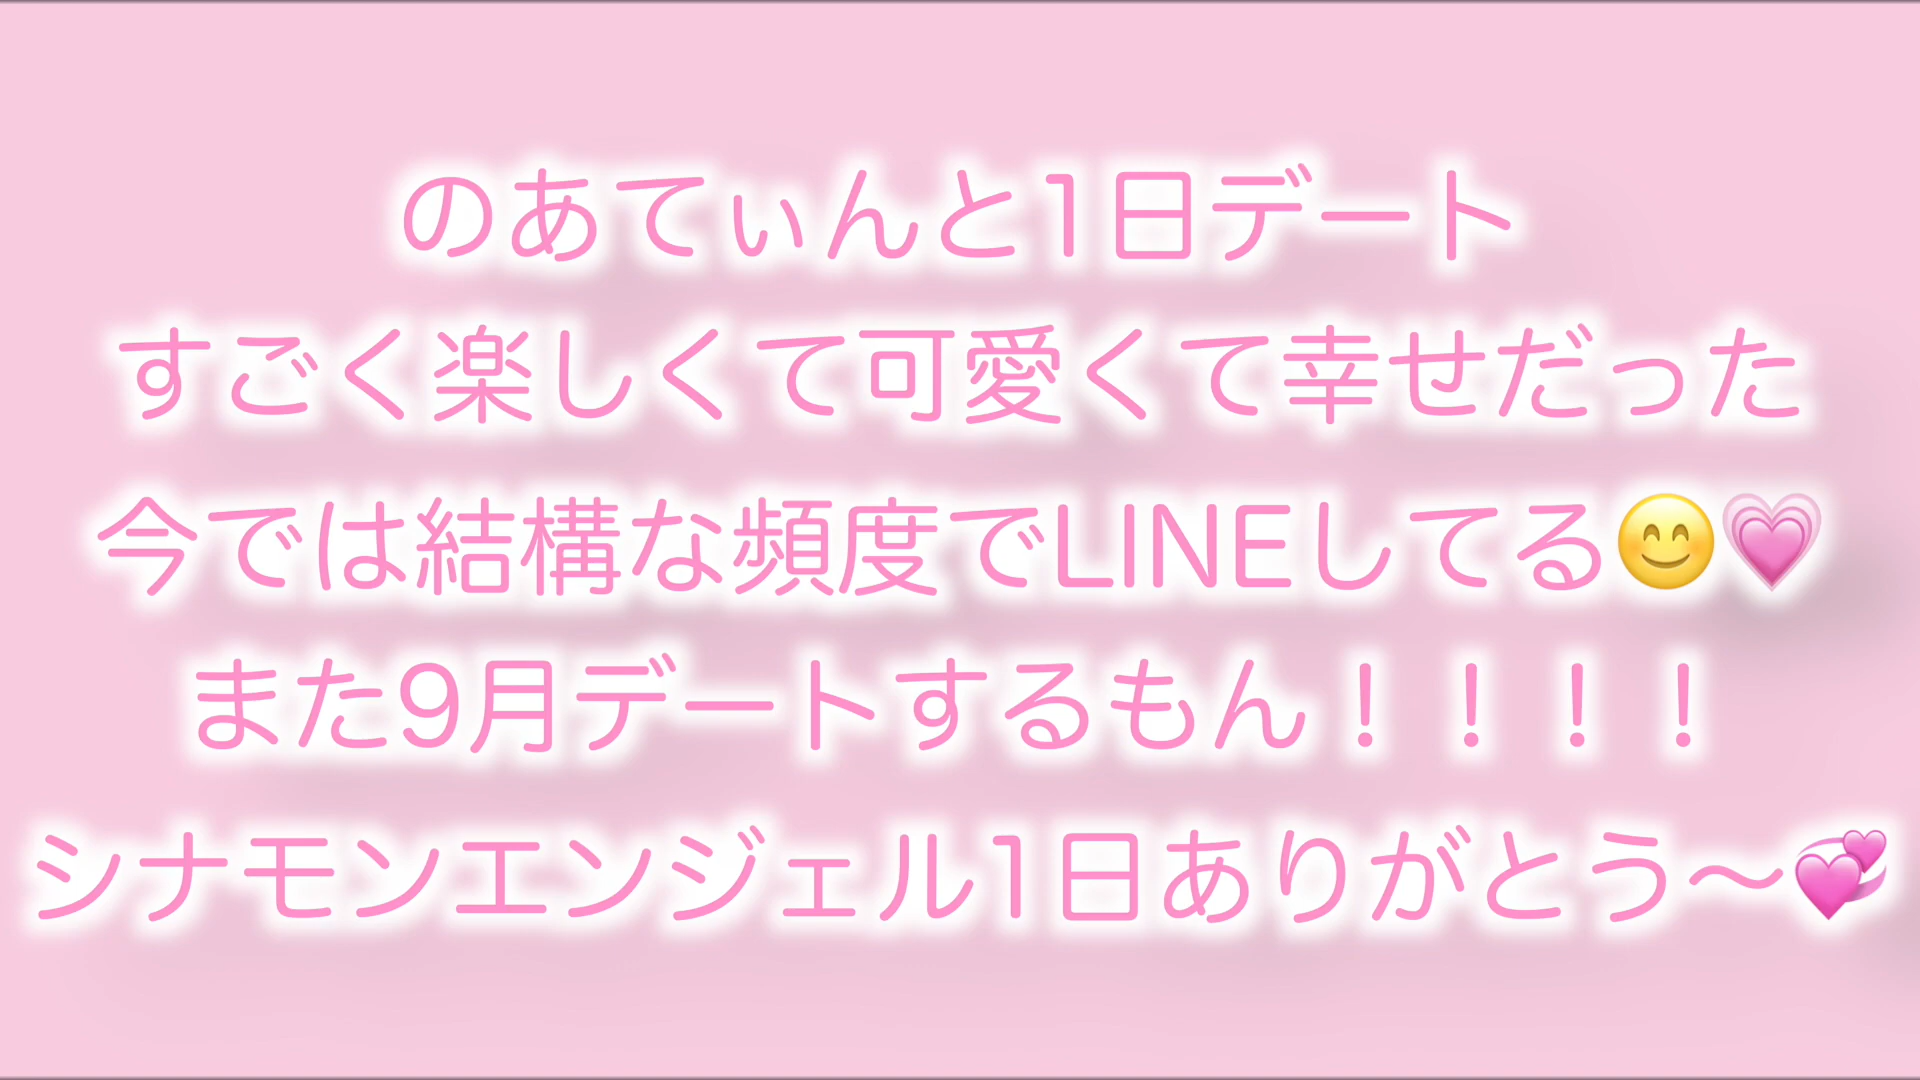 のあてぃんと1日デート
すごく楽しくて可愛くて幸せだった
今では結構な頻度でLINEしてる😊💗
また9月デートするもん！！！！
シナモンエンジェル1日ありがとう〜💞